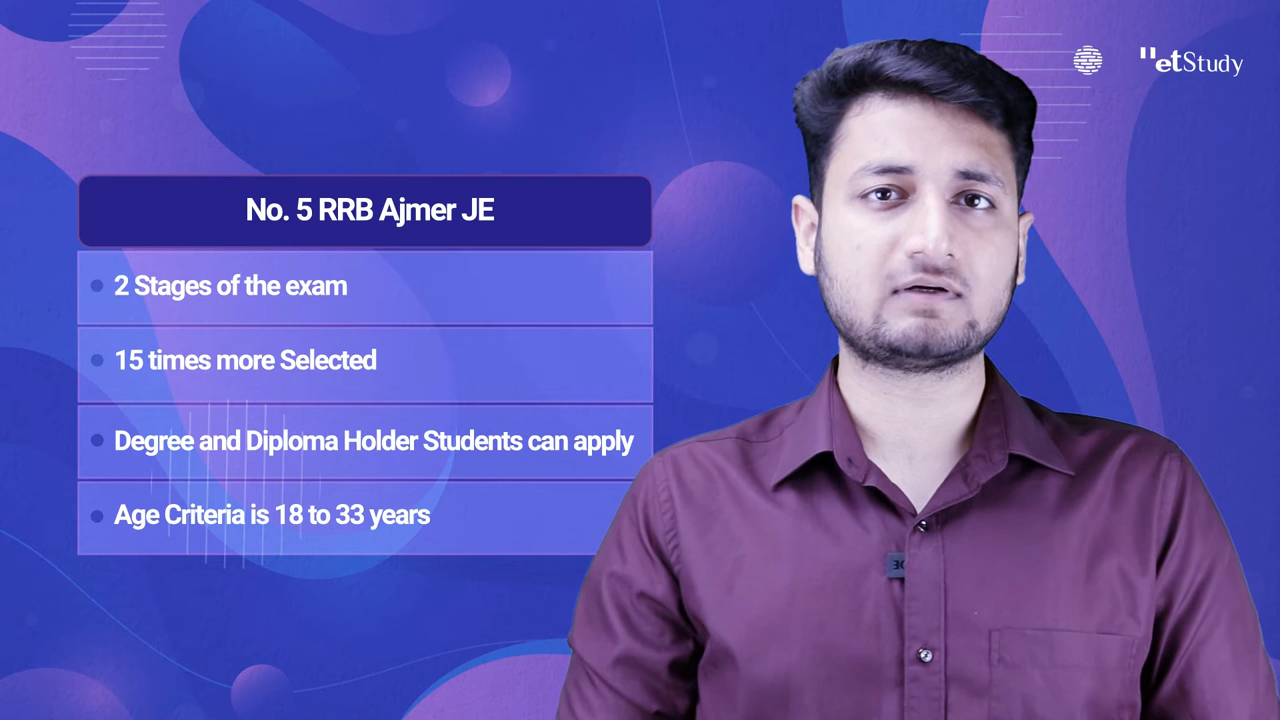 etStudy
No. 5 RRB Ajmer JE
2 Stages of the exam
15 times more Selected
Degree and Diploma Holder Students can apply
Age Criteria is 18 to 33 years